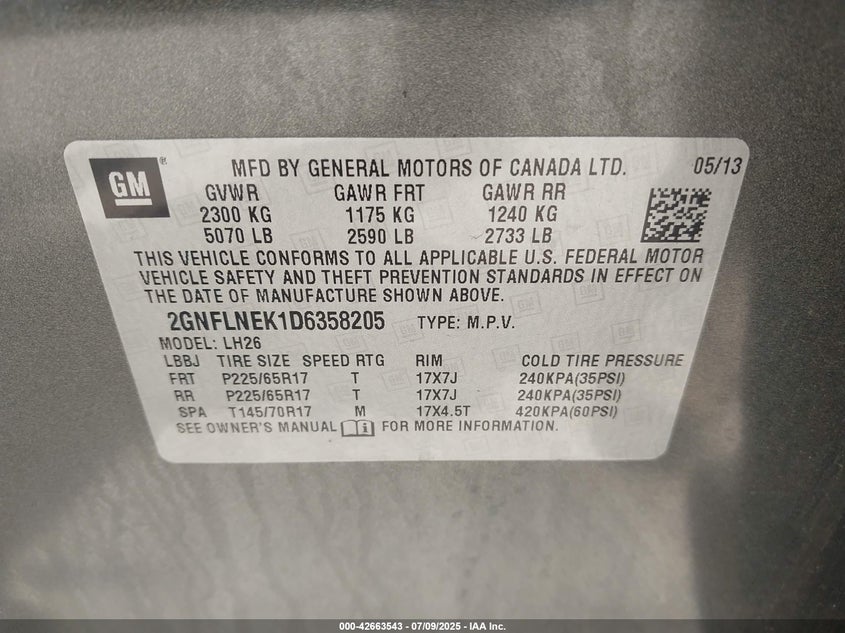 GM ® MFD BY GENERAL MOTORS OF CANADA LTD. 05/13
GVWR GAWR FRT GAWR RR
2300 KG 1175 KG 1240 KG
5070 LB 2590 LB 2733 LB
THIS VEHICLE CONFORMS TO ALL APPLICABLE U.S. FEDERAL MOTOR
VEHICLE SAFETY AND THEFT PREVENTION STANDARDS IN EFFECT ON
THE DATE OF MANUFACTURE SHOWN ABOVE.
2GNFLNEK1D6358205 TYPE: M.P.V.
MODEL: LH26
LBBJ TIRE SIZE SPEED RTG RIM COLD TIRE PRESSURE
FRT P225/65R17 T 17X7J 240KPA(35PSI)
RR P225/65R17 T 17X7J 240KPA(35PSI)
SPA T145/70R17 M 17X4.5T 420KPA(60PSI)
SEE OWNER'S MANUAL FOR MORE INFORMATION.
000-42663543 / 07/09/2025 - IAA Inc.